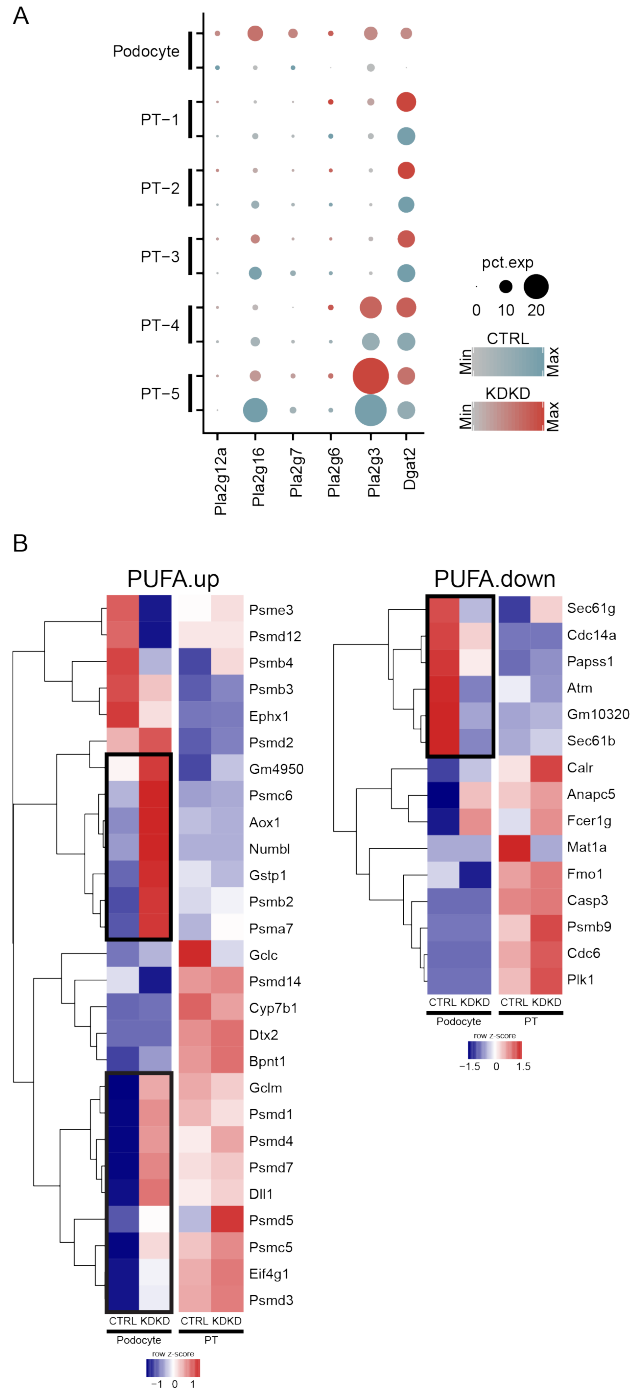 A
Podocyte
PT-1
PT-2
PT-3
PT-4
PT-5
Pla2g12a
Pla2g16
Pla2g7
Pla2g6
Pla2g3
Dgat2
pct.exp
0 10 20
CTRL
Min Max
KDKD
Min Max
B
PUFA.up
Psme3
Psmd12
Psmb4
Psmb3
Ephx1
Psmd2
Gm4950
Psmc6
Aox1
Numbl
Gstp1
Psmb2
Psma7
Gclc
Psmd14
Cyp7b1
Dtx2
Bpnt1
Gclm
Psmd1
Psmd4
Psmd7
Dll1
Psmd5
Psmc5
Eif4g1
Psmd3
CTRL KDKD CTRL KDKD
Podocyte PT
row z-score
-1 0 1
PUFA.down
Sec61g
Cdc14a
Papss1
Atm
Gm10320
Sec61b
Calr
Anapc5
Fcer1g
Mat1a
Fmo1
Casp3
Psmb9
Cdc6
Plk1
CTRL KDKD CTRL KDKD
Podocyte PT
row z-score
-1.5 0 1.5